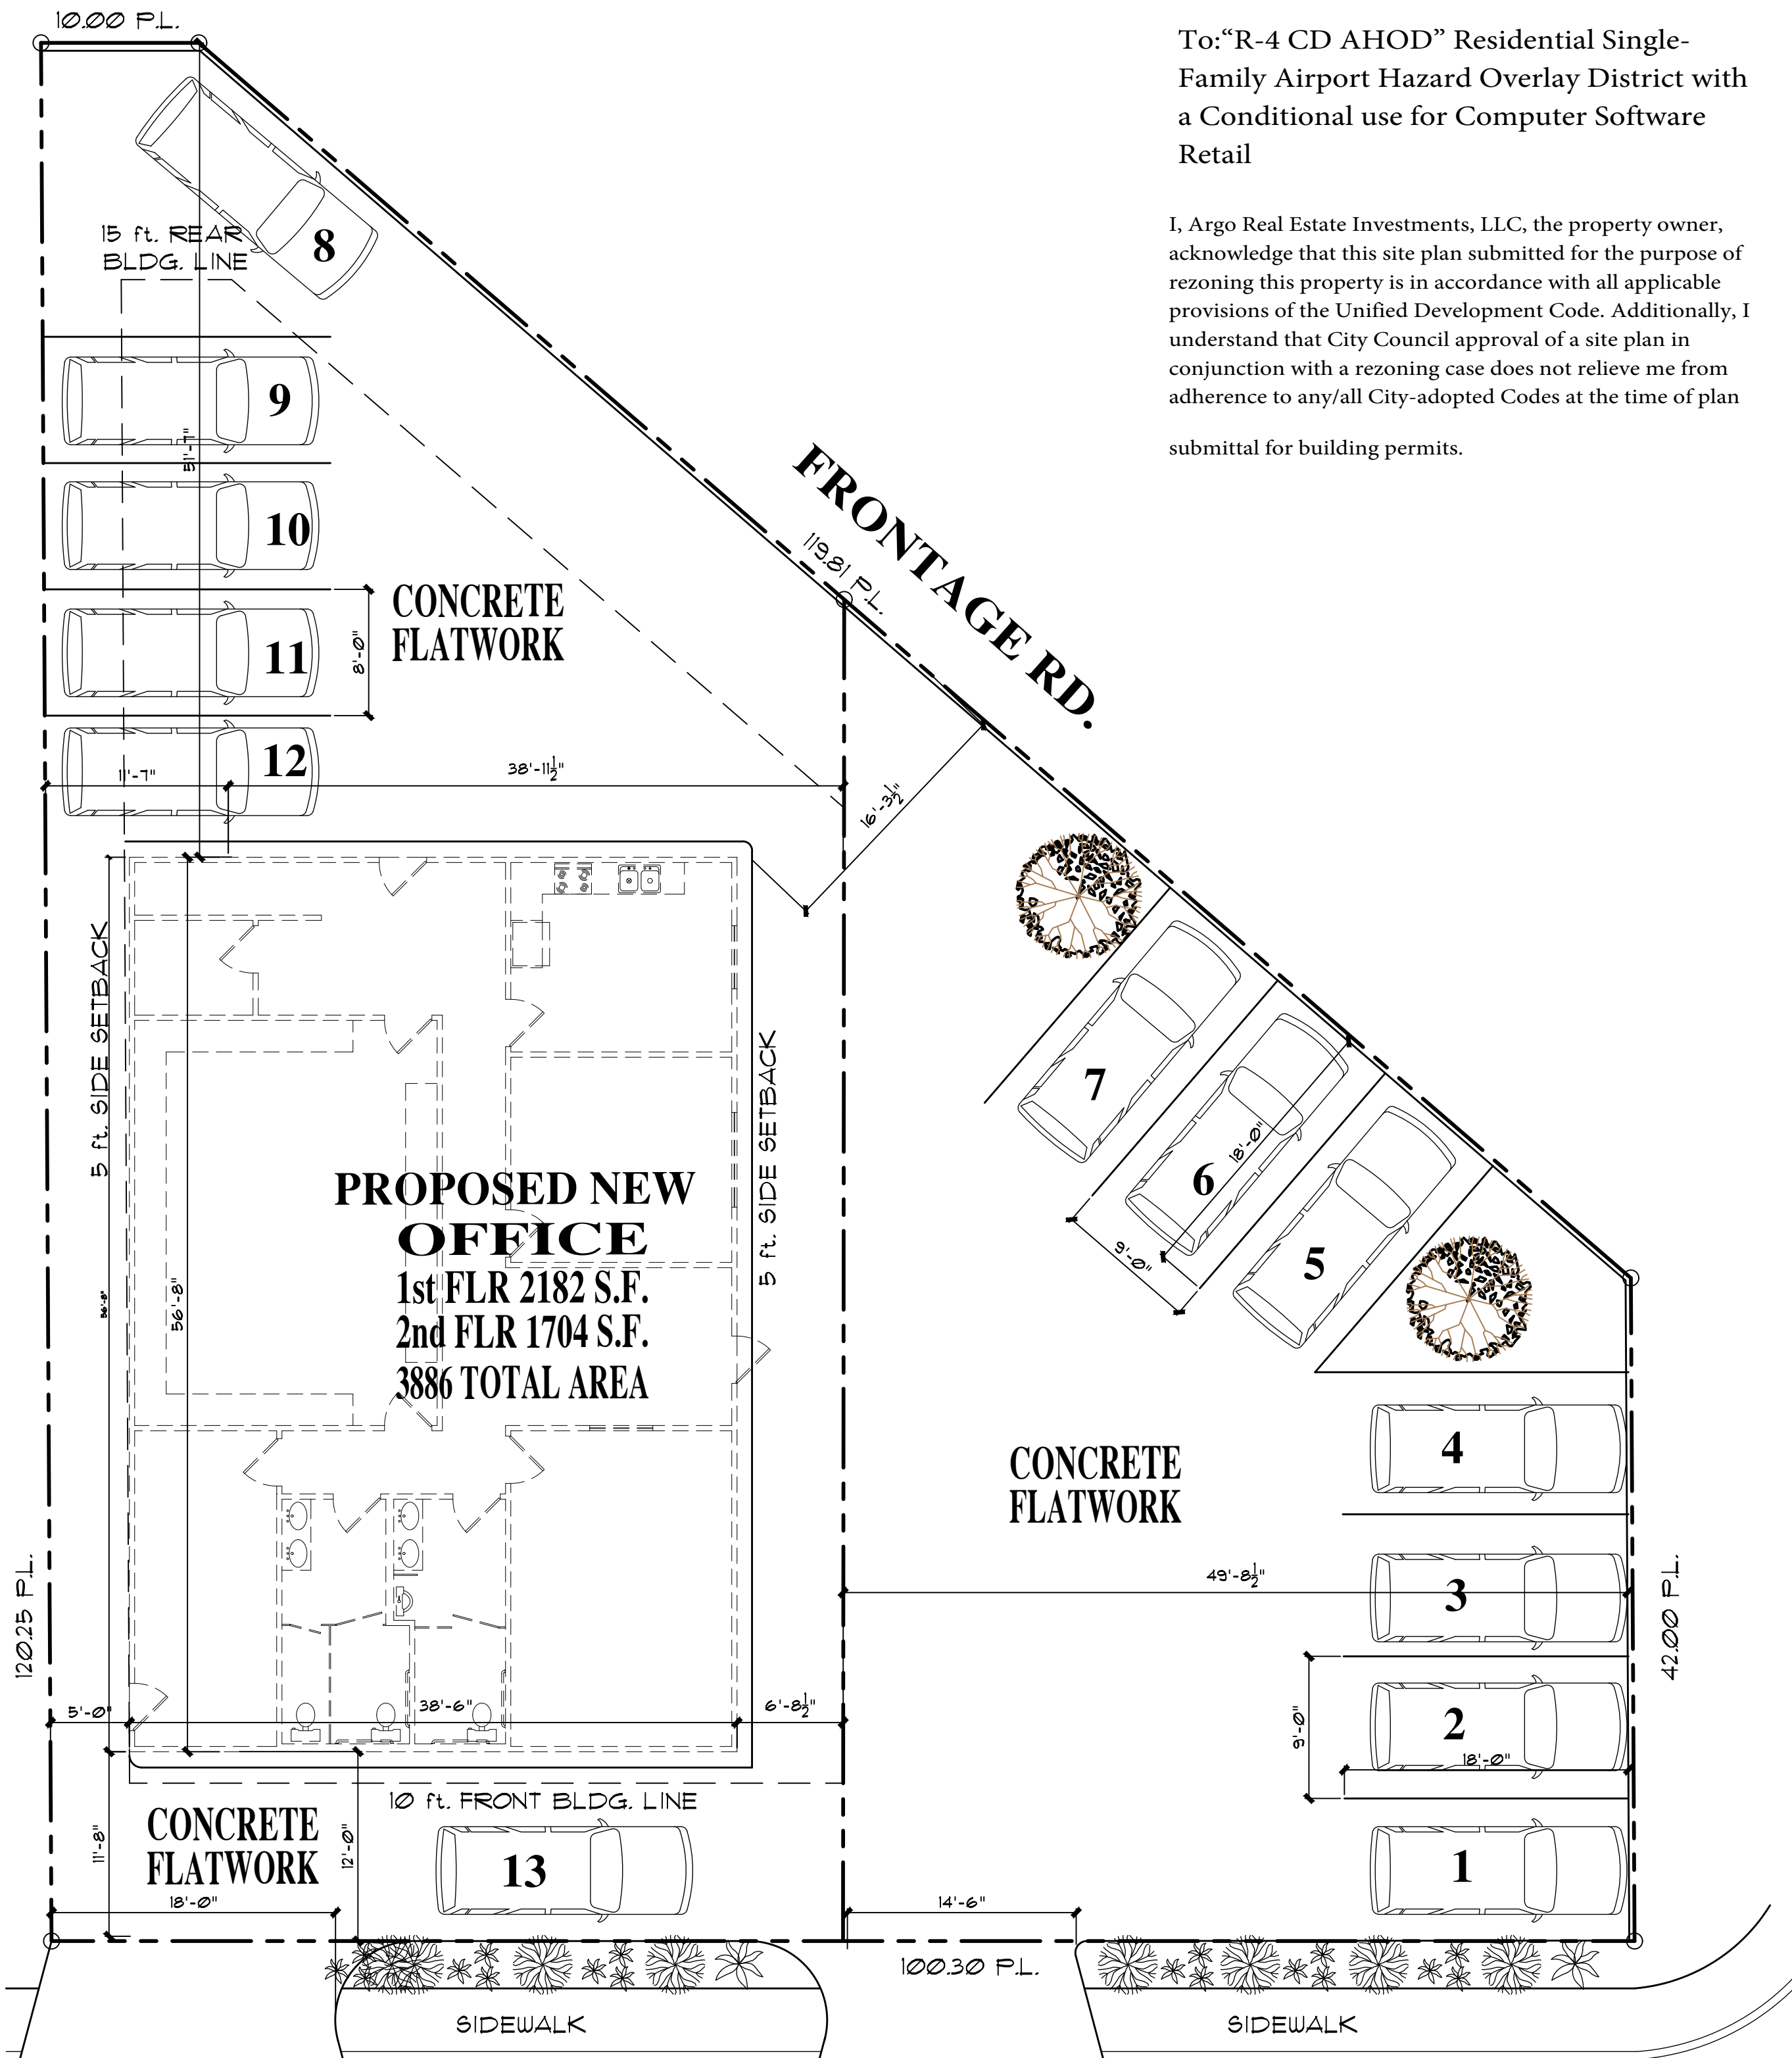 10.00 P.L.
To:“R-4 CD AHOD” Residential Single-
Family Airport Hazard Overlay District with
a Conditional use for Computer Software
Retail
I, Argo Real Estate Investments, LLC, the property owner,
acknowledge that this site plan submitted for the purpose of
rezoning this property is in accordance with all applicable
provisions of the Unified Development Code. Additionally, I
understand that City Council approval of a site plan in
conjunction with a rezoning case does not relieve me from
adherence to any/all City-adopted Codes at the time of plan
submittal for building permits.
15 ft. REAR
BLDG. LINE
8
9
51'-7"
10
11
8'-0"
CONCRETE
FLATWORK
12
11'-7"
38'-11½"
119.81 P.L.
FRONTAGE RD.
16'-3½"
5 ft. SIDE SETBACK
5 ft. SIDE SETBACK
7
6
18'-0"
9'-0"
5
PROPOSED NEW
OFFICE
1st FLR 2182 S.F.
2nd FLR 1704 S.F.
3886 TOTAL AREA
56'-8"
56'-8"
4
CONCRETE
FLATWORK
49'-8½"
3
120.25 P.L.
42.00 P.L.
5'-0"
38'-6"
6'-8½"
9'-0"
2
18'-0"
10 ft. FRONT BLDG. LINE
CONCRETE
FLATWORK
11'-8"
12'-0"
13
1
18'-0"
14'-6"
100.30 P.L.
SIDEWALK
SIDEWALK